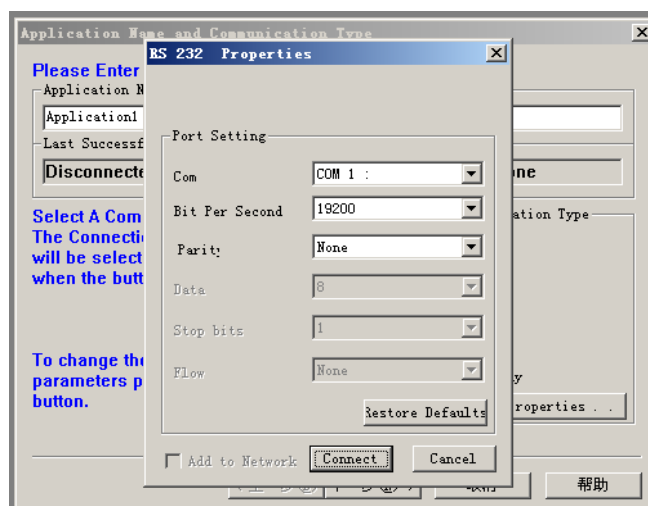 Application Name and Communication Type
RS 232 Properties
Please Enter
Application N
Application1
Last Successf
Disconnecte
ne
Port Setting
Com
COM 1 :
Bit Per Second
19200
Parity
None
Data
8
Stop bits
1
Flow
None
Restore Defaults
Add to Network
Connect
Cancel
Select A Com
The Connecti
will be select
when the butt
ation Type
To change the
parameters p
button.
y
roperties . .
取消
帮助